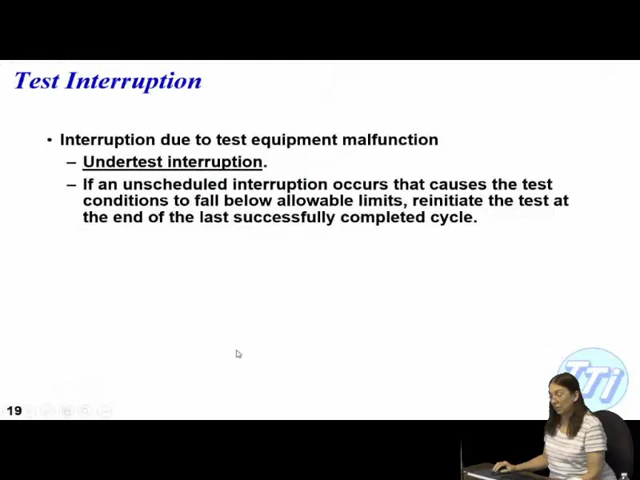 Test Interruption
• Interruption due to test equipment malfunction
– Undertest interruption.
– If an unscheduled interruption occurs that causes the test
conditions to fall below allowable limits, reinitiate the test at
the end of the last successfully completed cycle.
TTi
19